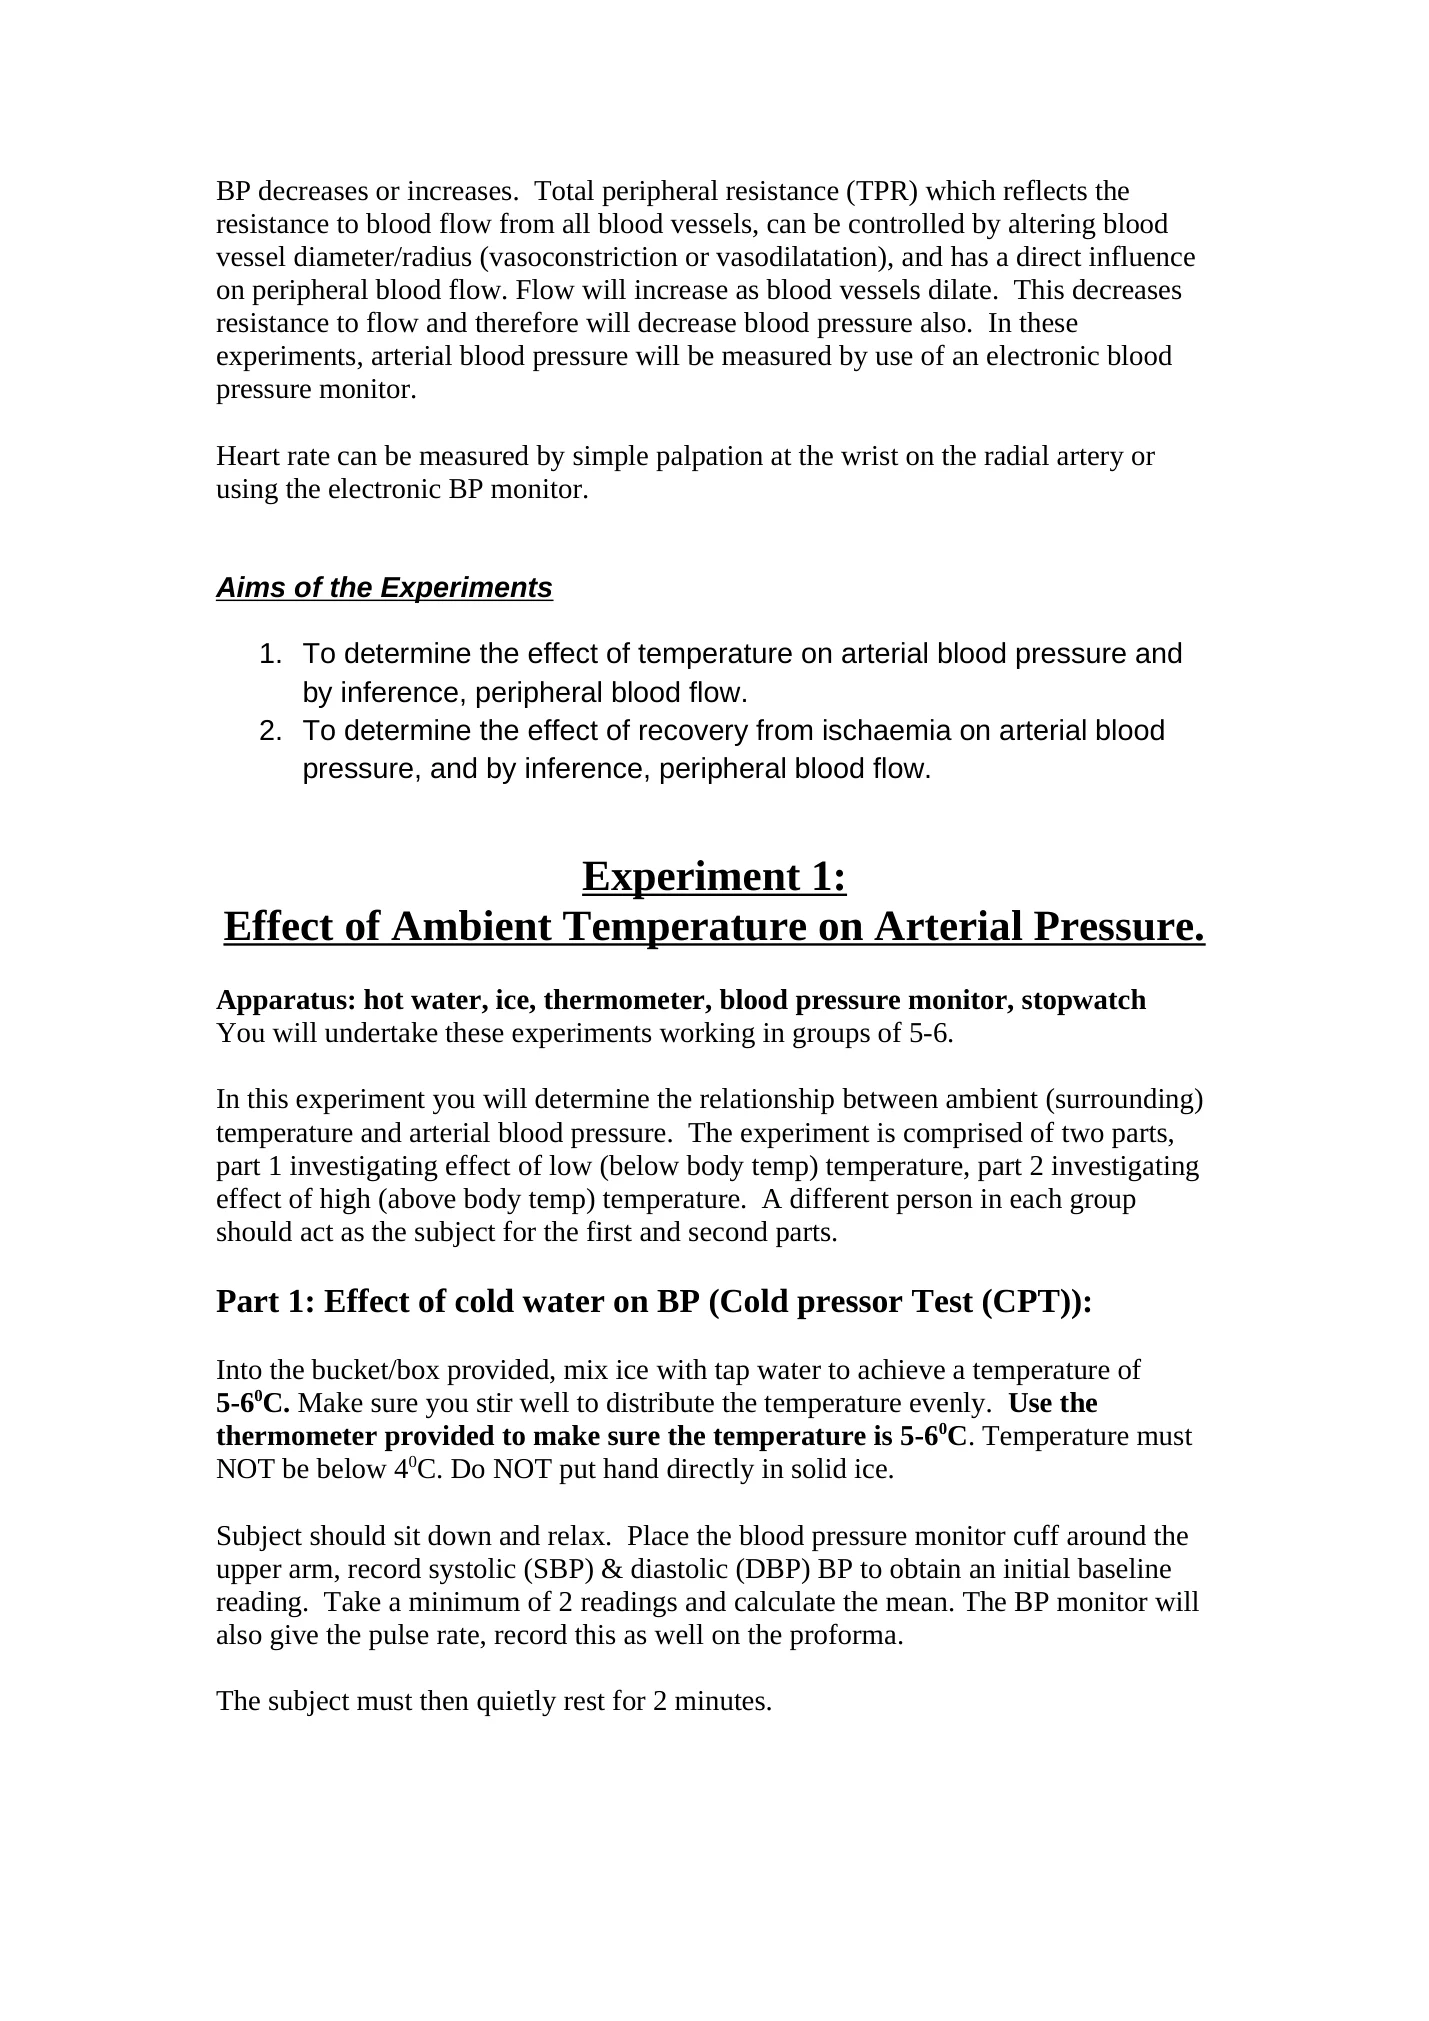 BP decreases or increases.  Total peripheral resistance (TPR) which reflects the
resistance to blood flow from all blood vessels, can be controlled by altering blood
vessel diameter/radius (vasoconstriction or vasodilatation), and has a direct influence
on peripheral blood flow. Flow will increase as blood vessels dilate.  This decreases
resistance to flow and therefore will decrease blood pressure also.  In these
experiments, arterial blood pressure will be measured by use of an electronic blood
pressure monitor.
Heart rate can be measured by simple palpation at the wrist on the radial artery or
using the electronic BP monitor.
Aims of the Experiments
1. To determine the effect of temperature on arterial blood pressure and
by inference, peripheral blood flow.
2. To determine the effect of recovery from ischaemia on arterial blood
pressure, and by inference, peripheral blood flow.
Experiment 1:
Effect of Ambient Temperature on Arterial Pressure.
Apparatus: hot water, ice, thermometer, blood pressure monitor, stopwatch
You will undertake these experiments working in groups of 5-6.
In this experiment you will determine the relationship between ambient (surrounding)
temperature and arterial blood pressure.  The experiment is comprised of two parts,
part 1 investigating effect of low (below body temp) temperature, part 2 investigating
effect of high (above body temp) temperature.  A different person in each group
should act as the subject for the first and second parts.
Part 1: Effect of cold water on BP (Cold pressor Test (CPT)):
Into the bucket/box provided, mix ice with tap water to achieve a temperature of
5-6⁰C. Make sure you stir well to distribute the temperature evenly.  Use the
thermometer provided to make sure the temperature is 5-6⁰C. Temperature must
NOT be below 4⁰C. Do NOT put hand directly in solid ice.
Subject should sit down and relax.  Place the blood pressure monitor cuff around the
upper arm, record systolic (SBP) & diastolic (DBP) BP to obtain an initial baseline
reading.  Take a minimum of 2 readings and calculate the mean. The BP monitor will
also give the pulse rate, record this as well on the proforma.
The subject must then quietly rest for 2 minutes.